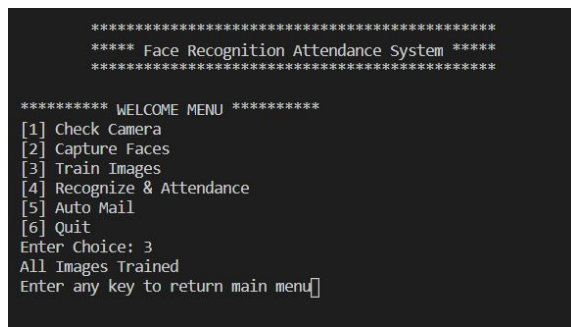 **********************************************
***** Face Recognition Attendance System *****
**********************************************
********** WELCOME MENU **********
[1] Check Camera
[2] Capture Faces
[3] Train Images
[4] Recognize & Attendance
[5] Auto Mail
[6] Quit
Enter Choice: 3
All Images Trained
Enter any key to return main menu